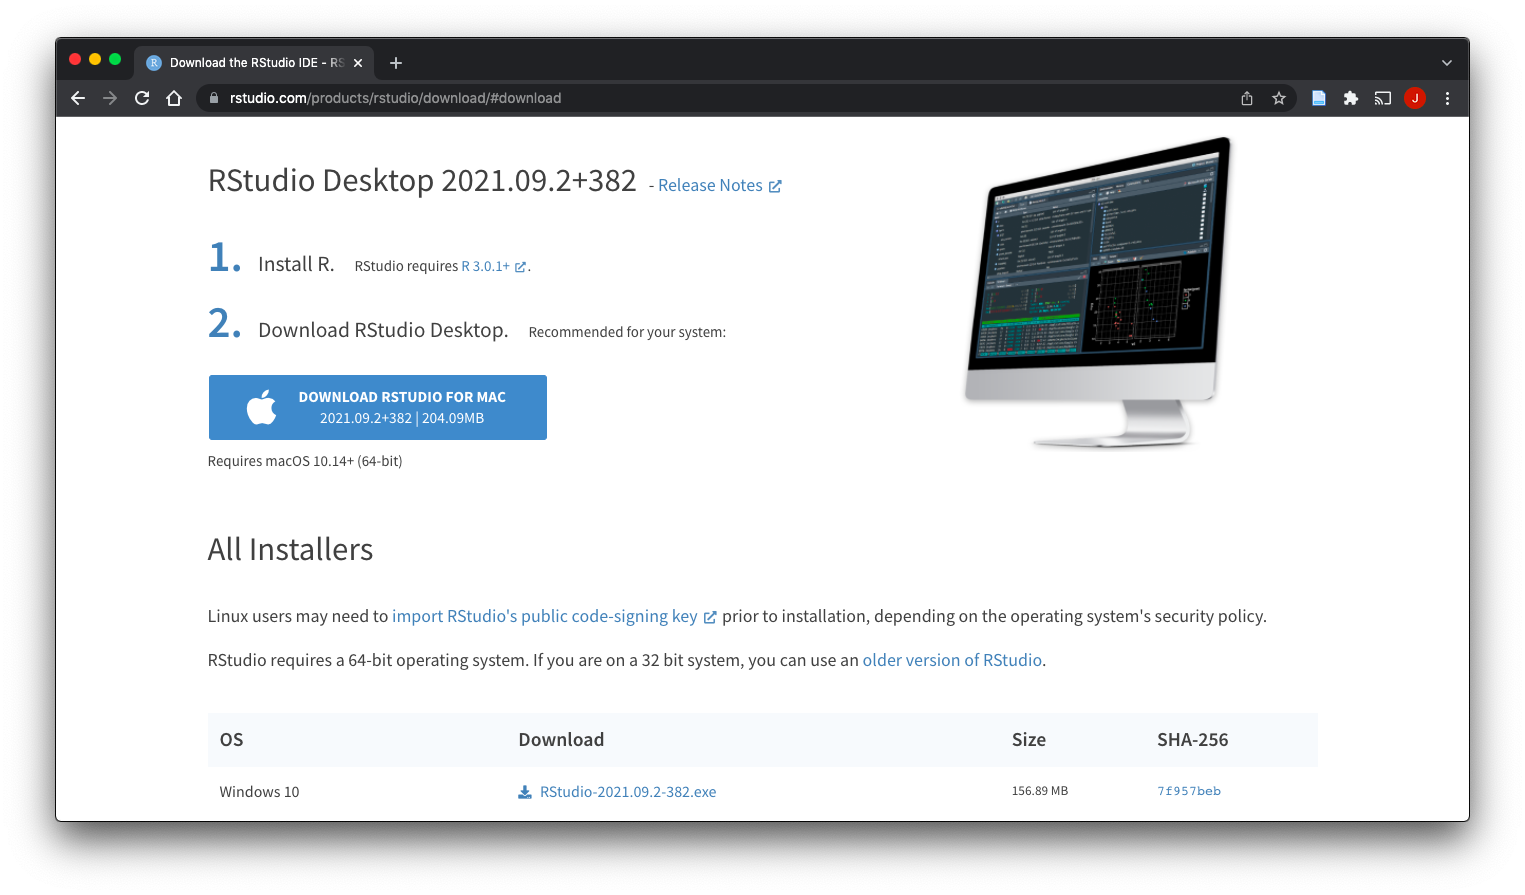 Download the RStudio IDE - RS
rstudio.com/products/rstudio/download/#download
J
RStudio Desktop 2021.09.2+382 - Release Notes
1. Install R. RStudio requires R 3.0.1+.
2. Download RStudio Desktop. Recommended for your system:
DOWNLOAD RSTUDIO FOR MAC
2021.09.2+382 | 204.09MB
Requires macOS 10.14+ (64-bit)
All Installers
Linux users may need to import RStudio's public code-signing key prior to installation, depending on the operating system's security policy.
RStudio requires a 64-bit operating system. If you are on a 32 bit system, you can use an older version of RStudio.
OS Download Size SHA-256
Windows 10 RStudio-2021.09.2-382.exe 156.89 MB 7f957beb